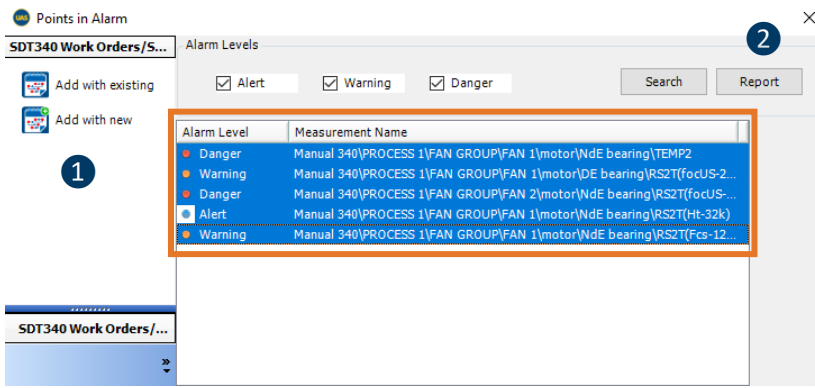 UAS Points in Alarm
SDT340 Work Orders/S...
Alarm Levels
2
Alert Warning Danger Search Report
Add with existing
Add with new
1
Alarm Level Measurement Name
Danger Manual 340\PROCESS 1\FAN GROUP\FAN 1\motor\NdE bearing\TEMP2
Warning Manual 340\PROCESS 1\FAN GROUP\FAN 1\motor\DE bearing\RS2T(focUS-2...
Danger Manual 340\PROCESS 1\FAN GROUP\FAN 2\motor\NdE bearing\RS2T(focUS-...
Alert Manual 340\PROCESS 1\FAN GROUP\FAN 1\motor\NdE bearing\RS2T(Ht-32k)
Warning Manual 340\PROCESS 1\FAN GROUP\FAN 1\motor\NdE bearing\RS2T(Fcs-12...
SDT340 Work Orders/...